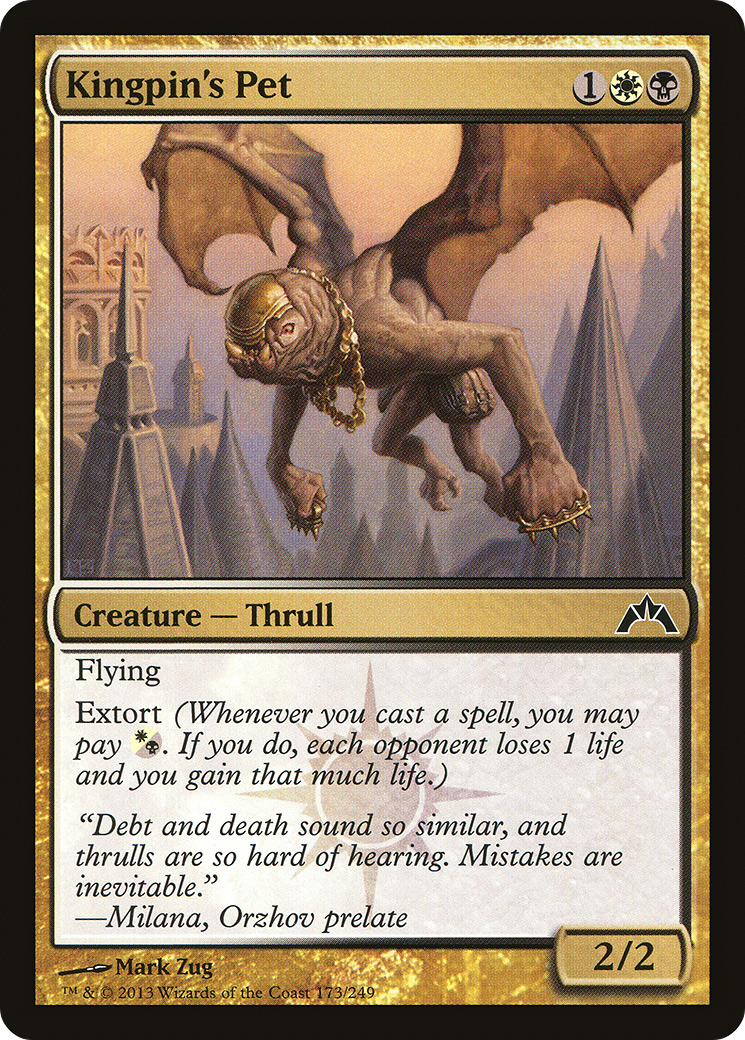 Kingpin's Pet 1
Creature — Thrull
Flying
Extort (Whenever you cast a spell, you may
pay . If you do, each opponent loses 1 life
and you gain that much life.)
“Debt and death sound so similar, and
thrulls are so hard of hearing. Mistakes are
inevitable.”
—Milana, Orzhov prelate
2/2
Mark Zug
™ & © 2013 Wizards of the Coast 173/249